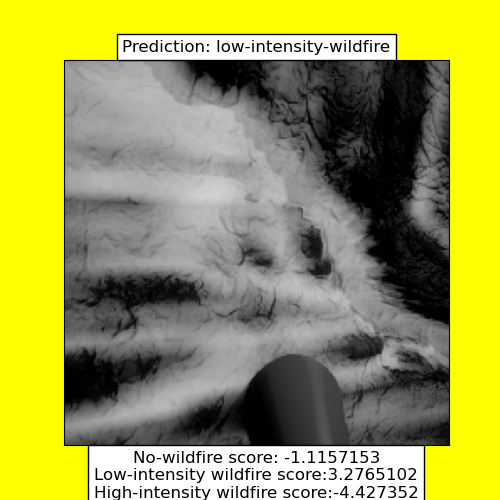 Prediction: low-intensity-wildfire
No-wildfire score: -1.1157153
Low-intensity wildfire score:3.2765102
High-intensity wildfire score:-4.427352